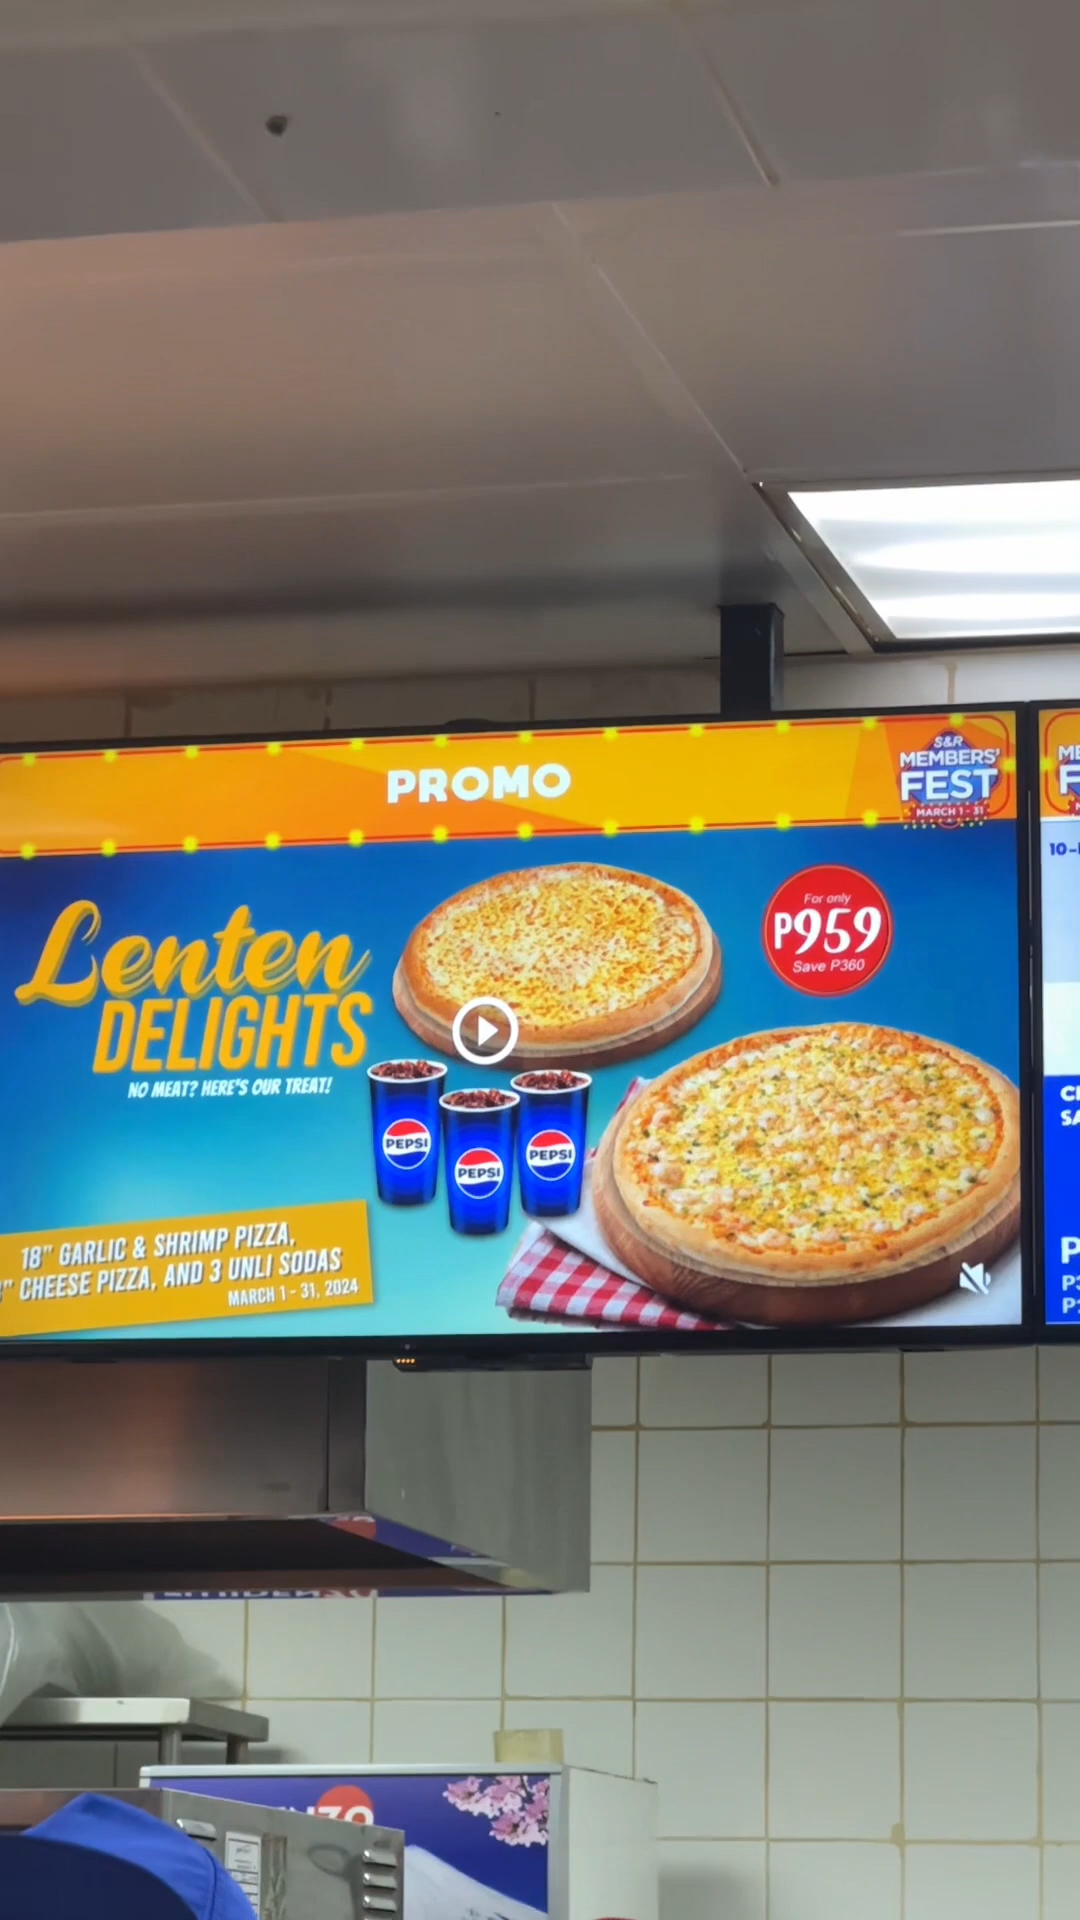 PROMO
S&R
MEMBERS'
FEST
MARCH 1 - 31
Lenten
DELIGHTS
NO MEAT? HERE'S OUR TREAT!
For only
P959
Save P360
PEPSI
PEPSI
PEPSI
18" GARLIC & SHRIMP PIZZA,
" CHEESE PIZZA, AND 3 UNLI SODAS
MARCH 1 - 31, 2024
10-